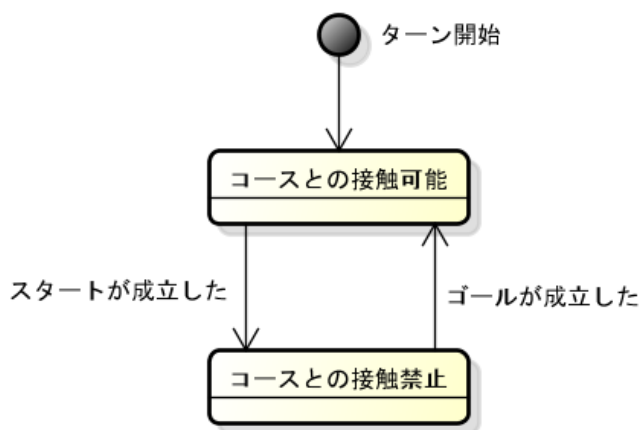 ターン開始
コースとの接触可能
スタートが成立した
ゴールが成立した
コースとの接触禁止